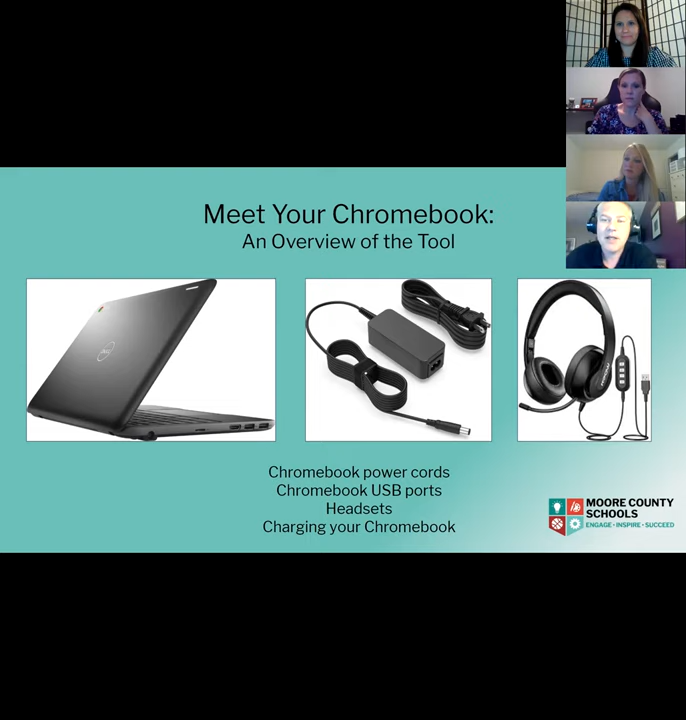 Meet Your Chromebook:
An Overview of the Tool
DELL
Chromebook power cords
Chromebook USB ports
Headsets
Charging your Chromebook
MOORE COUNTY
SCHOOLS
ENGAGE • INSPIRE • SUCCEED